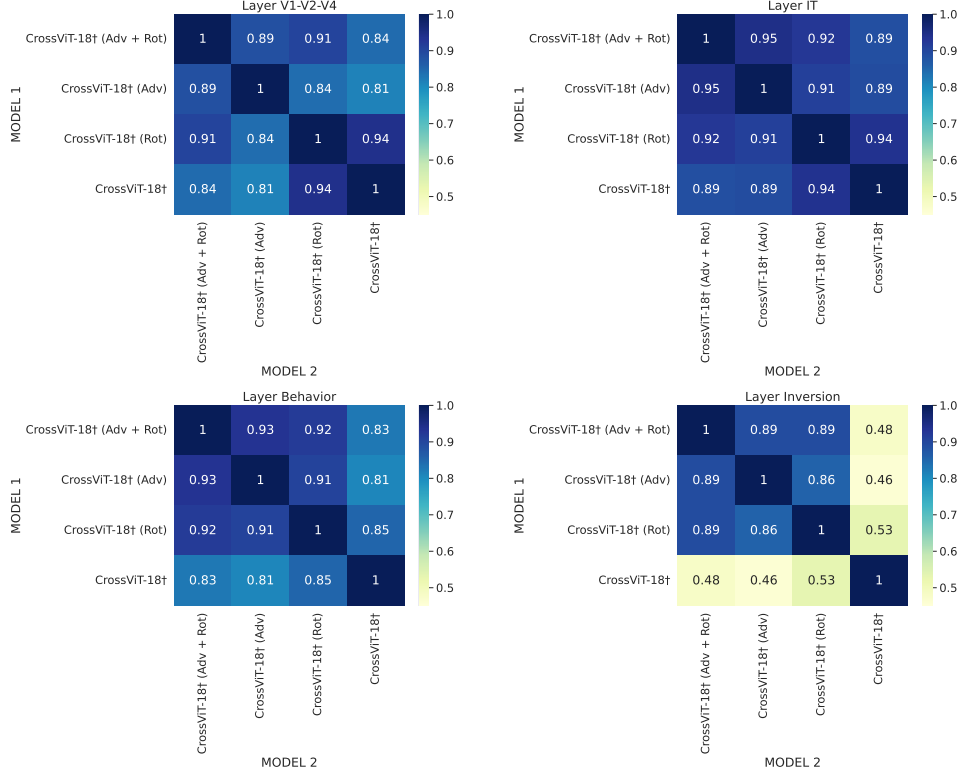 Layer V1-V2-V4
MODEL 1
CrossViT-18† (Adv + Rot)
CrossViT-18† (Adv)
CrossViT-18† (Rot)
CrossViT-18†
1 0.89 0.91 0.84
0.89 1 0.84 0.81
0.91 0.84 1 0.94
0.84 0.81 0.94 1
1.0
0.9
0.8
0.7
0.6
0.5
CrossViT-18† (Adv + Rot)
CrossViT-18† (Adv)
CrossViT-18† (Rot)
CrossViT-18†
MODEL 2
Layer IT
MODEL 1
CrossViT-18† (Adv + Rot)
CrossViT-18† (Adv)
CrossViT-18† (Rot)
CrossViT-18†
1 0.95 0.92 0.89
0.95 1 0.91 0.89
0.92 0.91 1 0.94
0.89 0.89 0.94 1
1.0
0.9
0.8
0.7
0.6
0.5
CrossViT-18† (Adv + Rot)
CrossViT-18† (Adv)
CrossViT-18† (Rot)
CrossViT-18†
MODEL 2
Layer Behavior
MODEL 1
CrossViT-18† (Adv + Rot)
CrossViT-18† (Adv)
CrossViT-18† (Rot)
CrossViT-18†
1 0.93 0.92 0.83
0.93 1 0.91 0.81
0.92 0.91 1 0.85
0.83 0.81 0.85 1
1.0
0.9
0.8
0.7
0.6
0.5
CrossViT-18† (Adv + Rot)
CrossViT-18† (Adv)
CrossViT-18† (Rot)
CrossViT-18†
MODEL 2
Layer Inversion
MODEL 1
CrossViT-18† (Adv + Rot)
CrossViT-18† (Adv)
CrossViT-18† (Rot)
CrossViT-18†
1 0.89 0.89 0.48
0.89 1 0.86 0.46
0.89 0.86 1 0.53
0.48 0.46 0.53 1
1.0
0.9
0.8
0.7
0.6
0.5
CrossViT-18† (Adv + Rot)
CrossViT-18† (Adv)
CrossViT-18† (Rot)
CrossViT-18†
MODEL 2